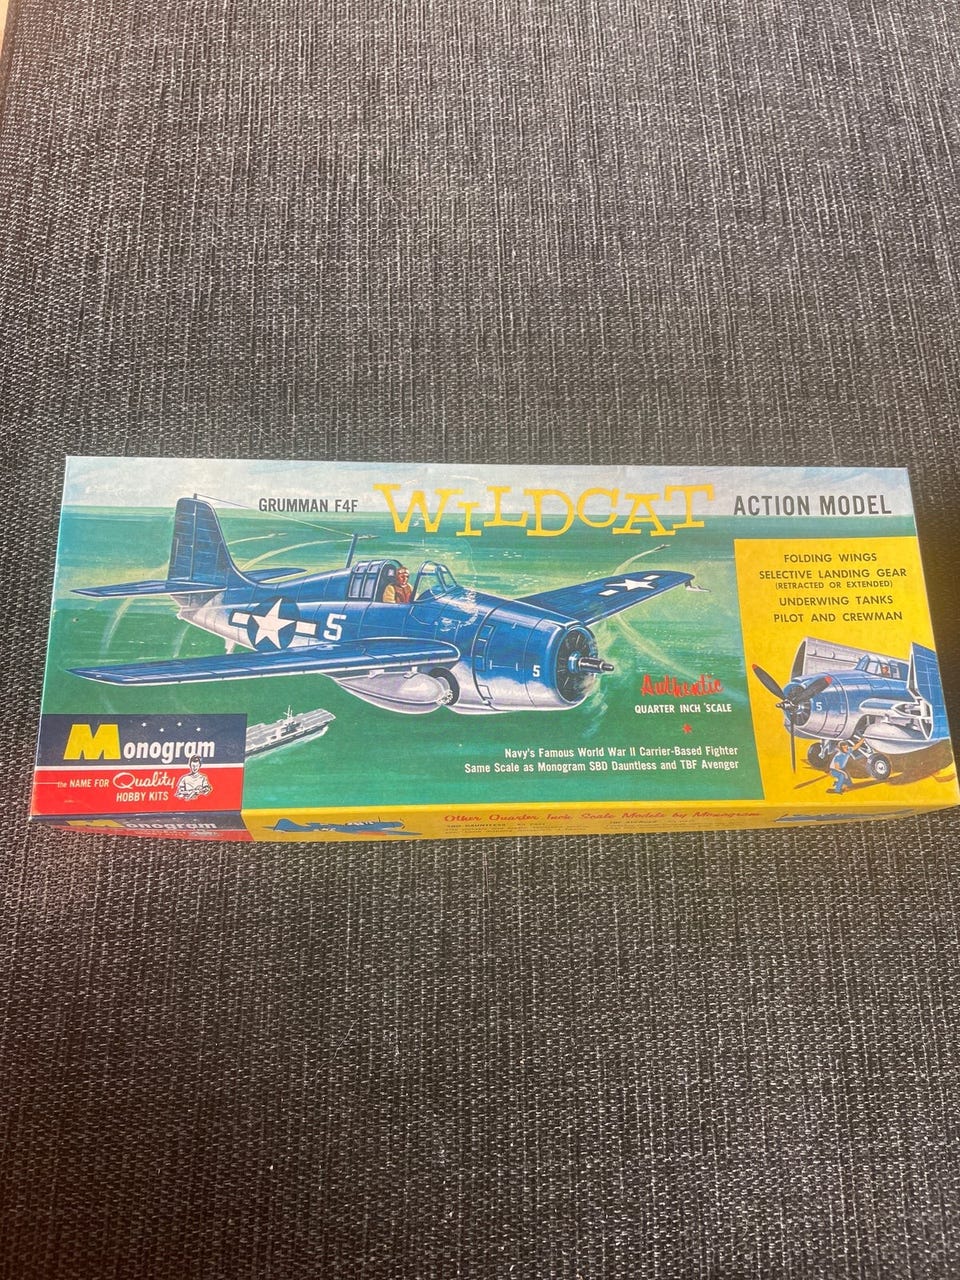 GRUMMAN F4F WILDCAT ACTION MODEL
FOLDING WINGS
SELECTIVE LANDING GEAR
(RETRACTED OR EXTENDED)
UNDERWING TANKS
PILOT AND CREWMAN
5
5
5
Authentic
QUARTER INCH SCALE
Navy's Famous World War II Carrier-Based Fighter
Same Scale as Monogram SBD Dauntless and TBF Avenger
Monogram
the NAME FOR Quality
HOBBY KITS
Monogram
Other Quarter Inch Scale Models by Monogram